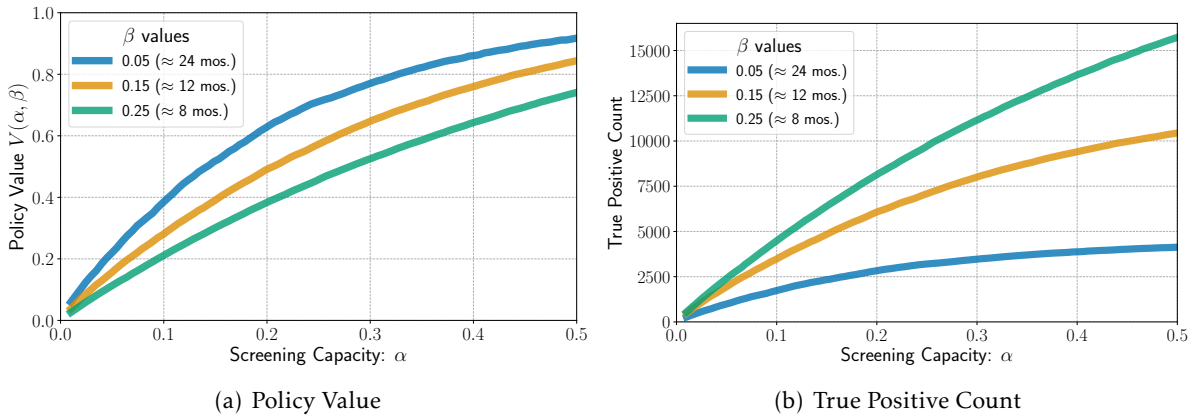 1.0
0.8
0.6
0.4
0.2
0.0
Policy Value V(α, β)
β values
0.05 (≈ 24 mos.)
0.15 (≈ 12 mos.)
0.25 (≈ 8 mos.)
0.0 0.1 0.2 0.3 0.4 0.5
Screening Capacity: α
(a) Policy Value
15000
12500
10000
7500
5000
2500
0
True Positive Count
β values
0.05 (≈ 24 mos.)
0.15 (≈ 12 mos.)
0.25 (≈ 8 mos.)
0.0 0.1 0.2 0.3 0.4 0.5
Screening Capacity: α
(b) True Positive Count